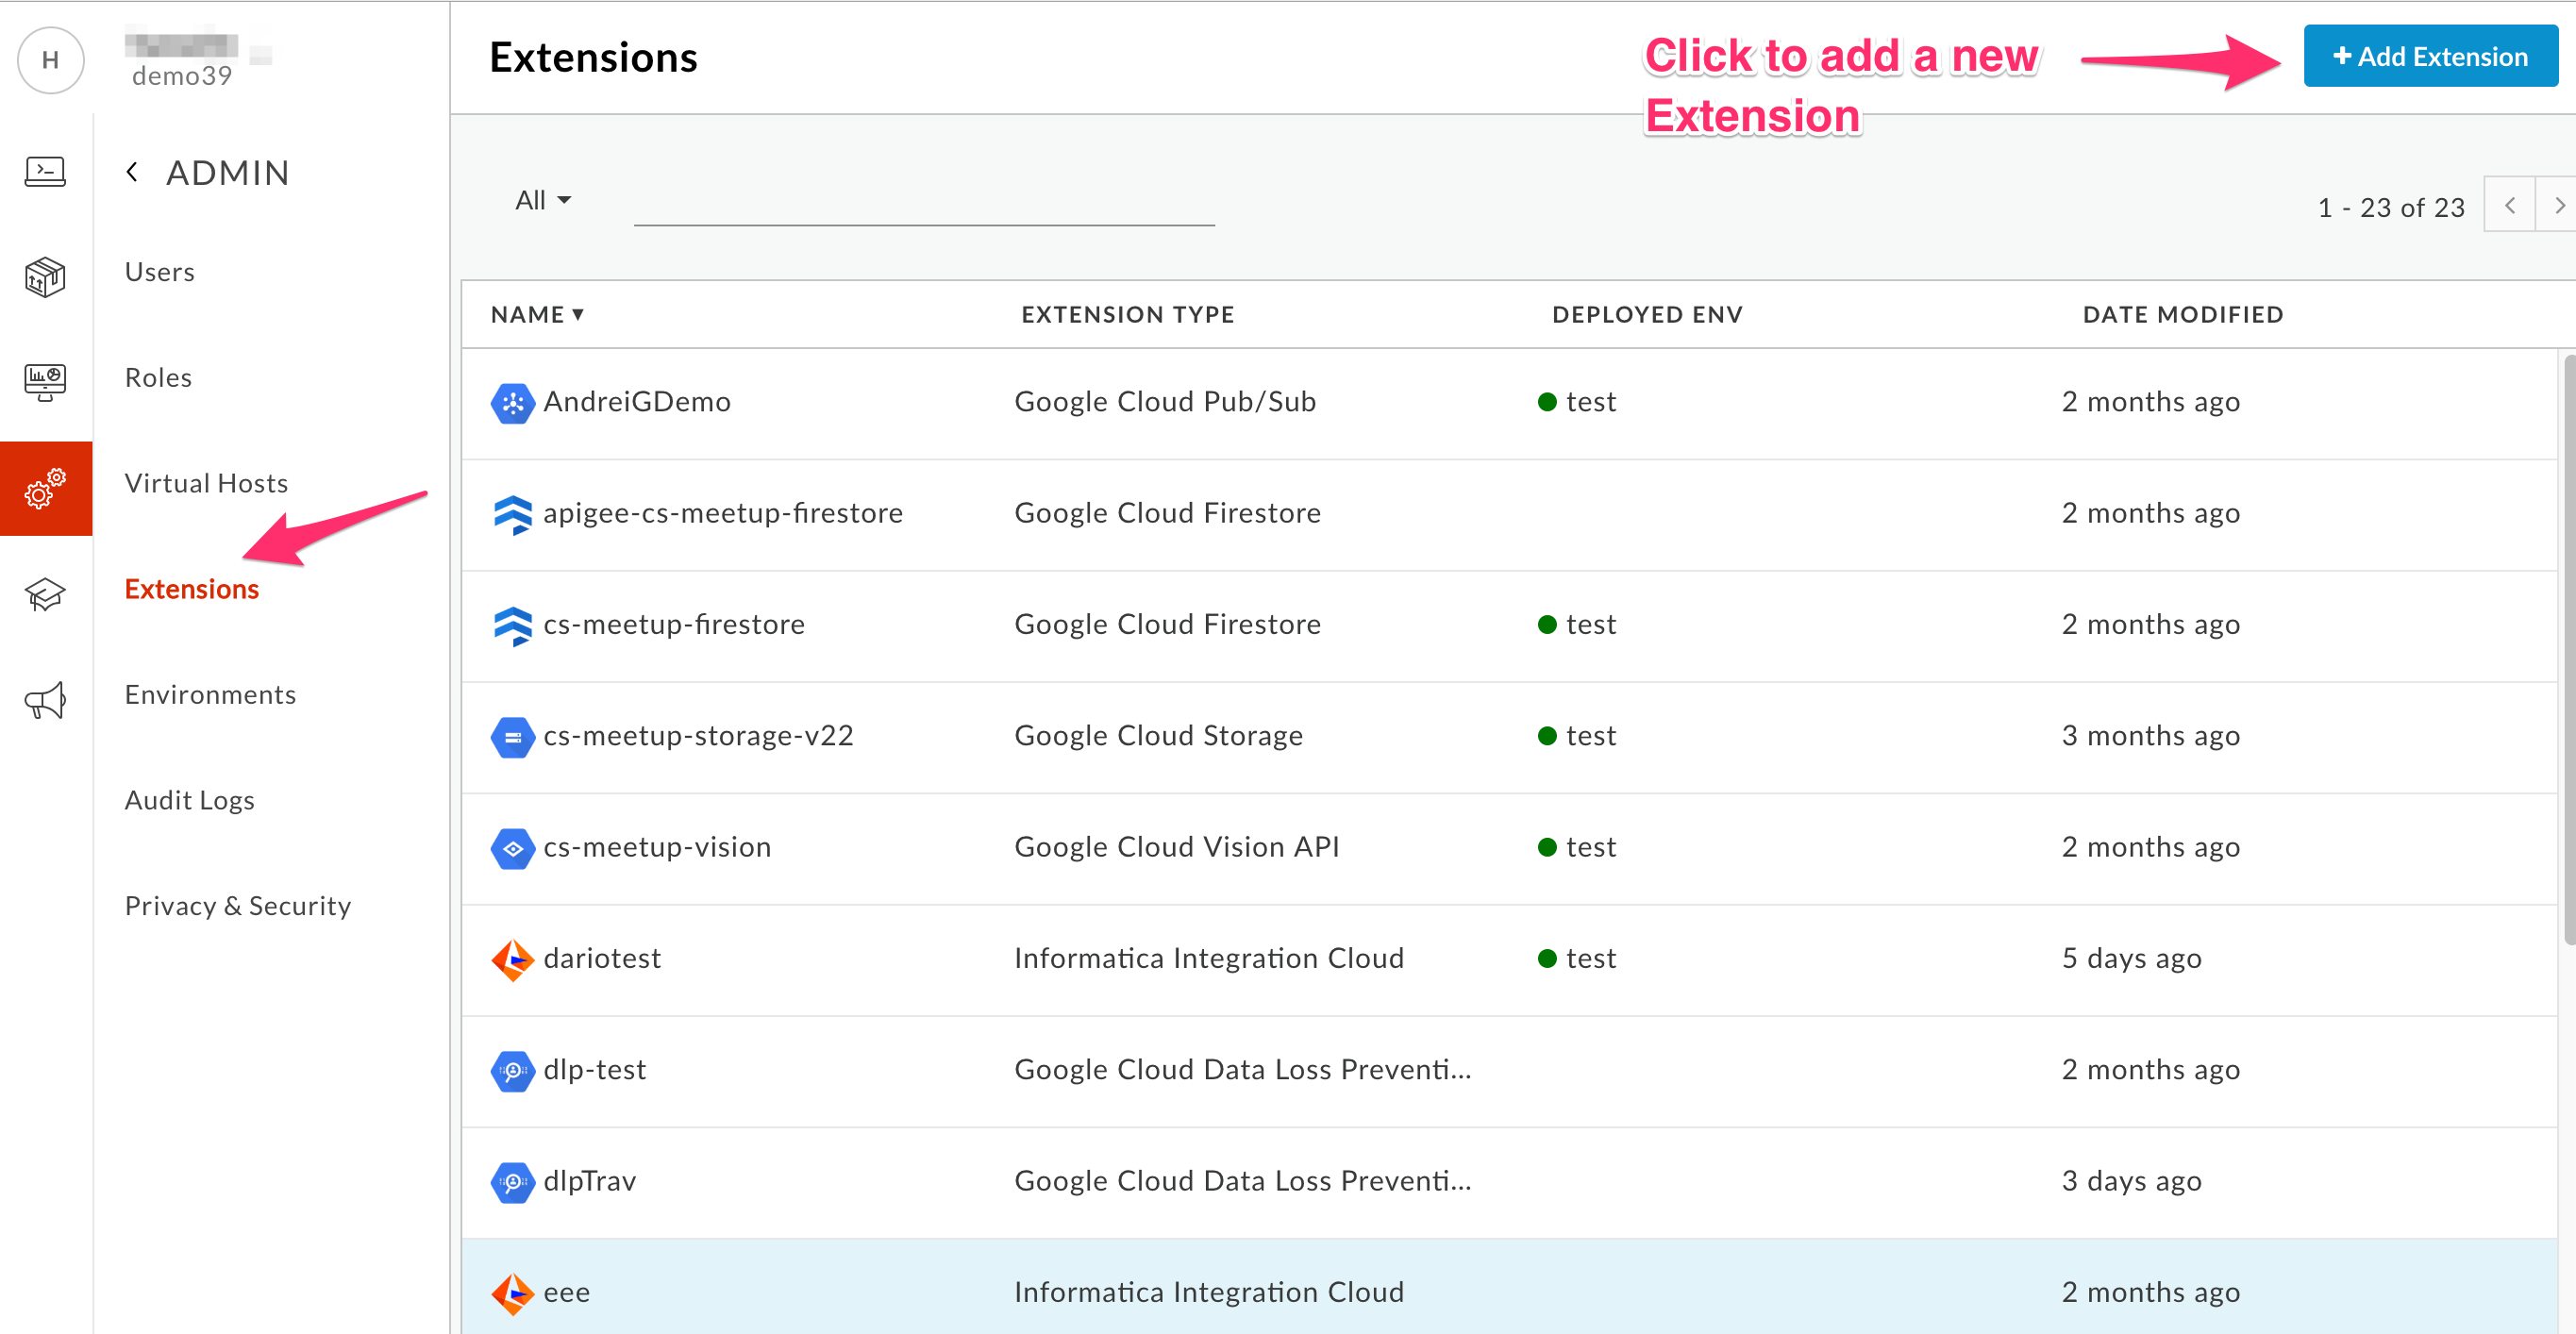 H
demo39
ADMIN
Users
Roles
Virtual Hosts
Extensions
Environments
Audit Logs
Privacy & Security
Extensions
Click to add a new
Extension
+ Add Extension
All
1 - 23 of 23
NAME ▾ EXTENSION TYPE DEPLOYED ENV DATE MODIFIED
AndreiGDemo Google Cloud Pub/Sub test 2 months ago
apigee-cs-meetup-firestore Google Cloud Firestore 2 months ago
cs-meetup-firestore Google Cloud Firestore test 2 months ago
cs-meetup-storage-v22 Google Cloud Storage test 3 months ago
cs-meetup-vision Google Cloud Vision API test 2 months ago
dariotest Informatica Integration Cloud test 5 days ago
dlp-test Google Cloud Data Loss Preventi... 2 months ago
dlpTrav Google Cloud Data Loss Preventi... 3 days ago
eee Informatica Integration Cloud 2 months ago